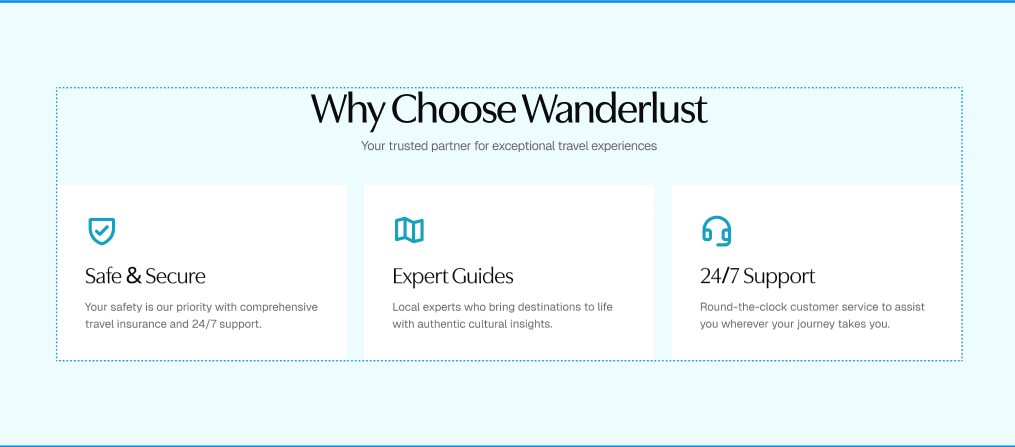 Why Choose Wanderlust
Your trusted partner for exceptional travel experiences
Safe & Secure
Your safety is our priority with comprehensive
travel insurance and 24/7 support.
Expert Guides
Local experts who bring destinations to life
with authentic cultural insights.
24/7 Support
Round-the-clock customer service to assist
you wherever your journey takes you.